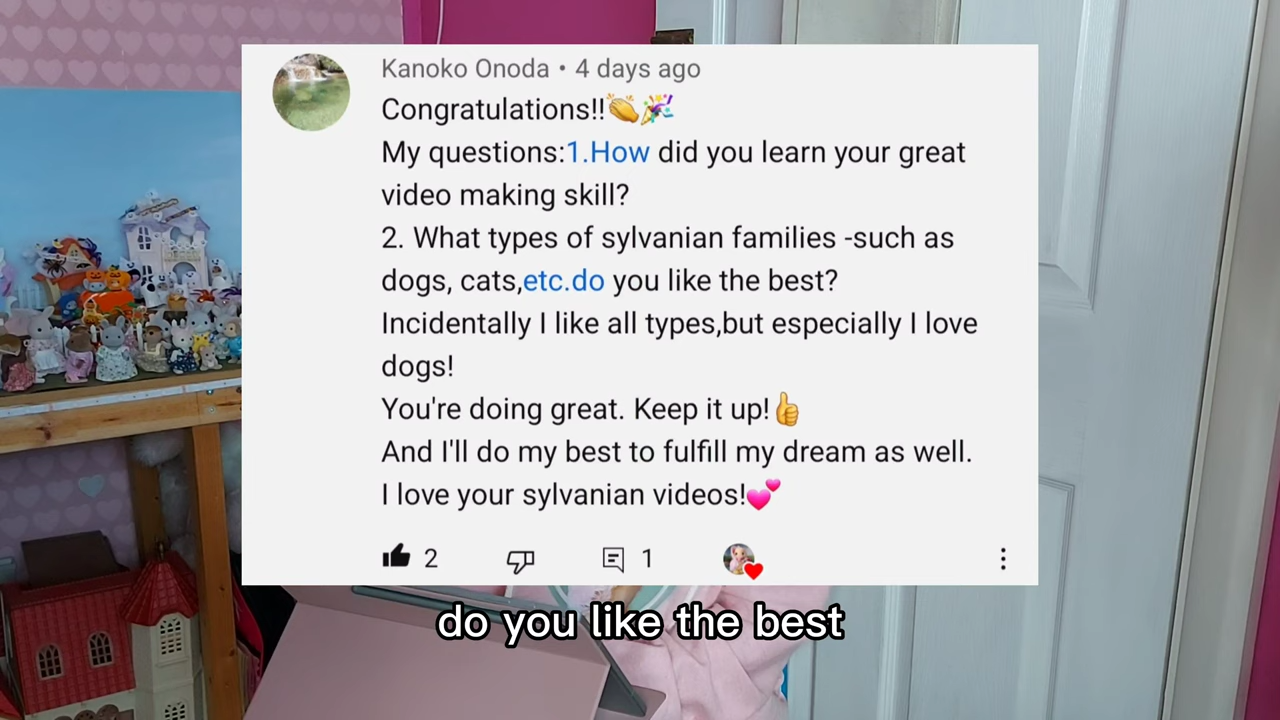 Kanoko Onoda • 4 days ago
Congratulations!!👏🎉
My questions:1.How did you learn your great
video making skill?
2. What types of sylvanian families -such as
dogs, cats,etc.do you like the best?
Incidentally I like all types,but especially I love
dogs!
You're doing great. Keep it up!👍
And I'll do my best to fulfill my dream as well.
I love your sylvanian videos!💕
2
1
do you like the best